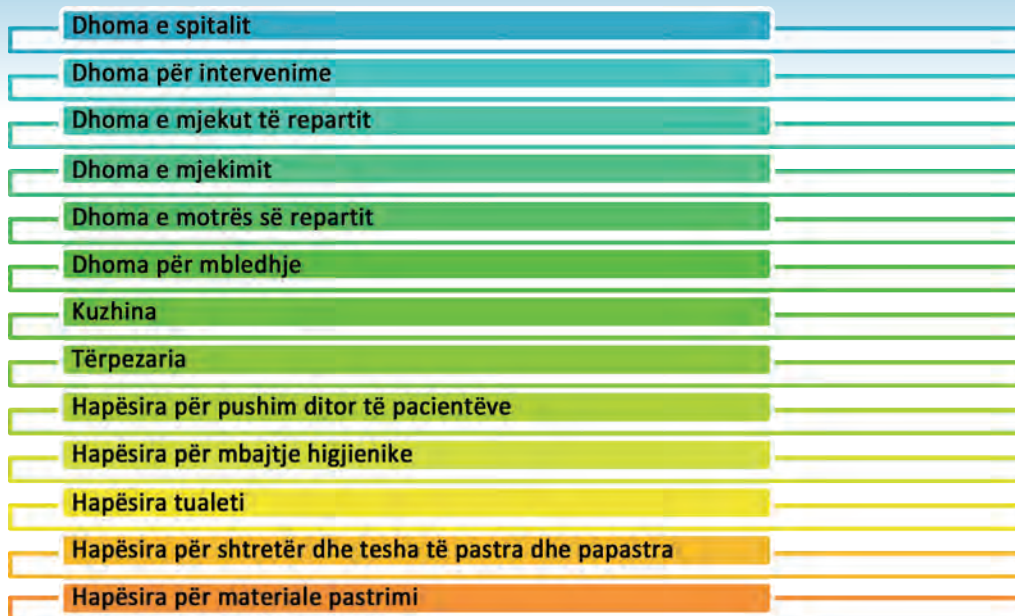 Dhoma e spitalit
Dhoma për intervenime
Dhoma e mjekut të repartit
Dhoma e mjekimit
Dhoma e motrës së repartit
Dhoma për mbledhje
Kuzhina
Tërpezaria
Hapësira për pushim ditor të pacientëve
Hapësira për mbajtje higjienike
Hapësira tualeti
Hapësira për shtretër dhe tesha të pastra dhe papastra
Hapësira për materiale pastrimi